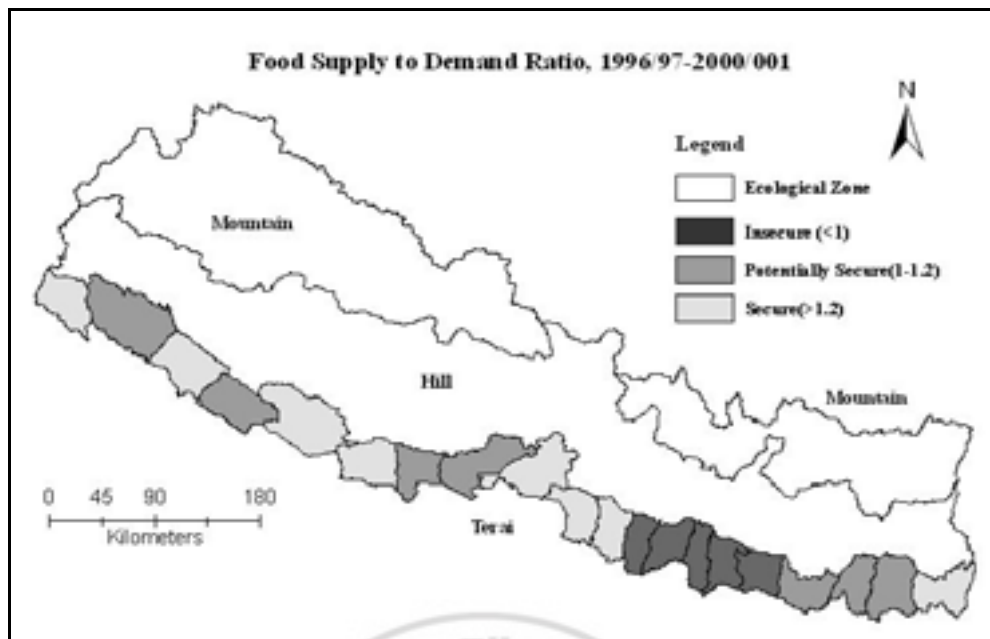 Food Supply to Demand Ratio, 1996/97-2000/001
N
Legend
Ecological Zone
Insecure (<1)
Potentially Secure(1-1.2)
Secure(>1.2)
Mountain
Hill
Mountain
0 45 90 180
Kilometers
Terai